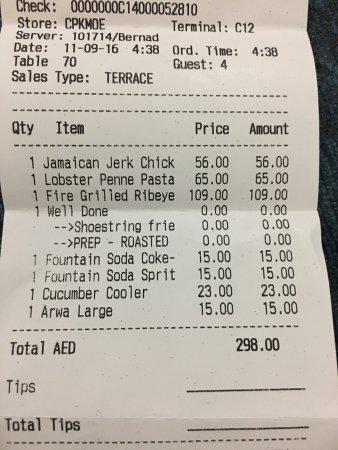 Check: 0000000C14000052810
Store: CPKMOE Terminal: C12
Server: 101714/Bernad
Date: 11-09-16 4:38 Ord. Time: 4:38
Table 70 Guest: 4
Sales Type: TERRACE
Qty Item Price Amount
1 Jamaican Jerk Chick 56.00 56.00
1 Lobster Penne Pasta 65.00 65.00
1 Fire Grilled Ribeye 109.00 109.00
1 Well Done 0.00 0.00
-->Shoestring frie 0.00 0.00
-->PREP - ROASTED 0.00 0.00
1 Fountain Soda Coke- 15.00 15.00
1 Fountain Soda Sprit 15.00 15.00
1 Cucumber Cooler 23.00 23.00
1 Arwa Large 15.00 15.00
Total AED 298.00
Tips
Total Tips